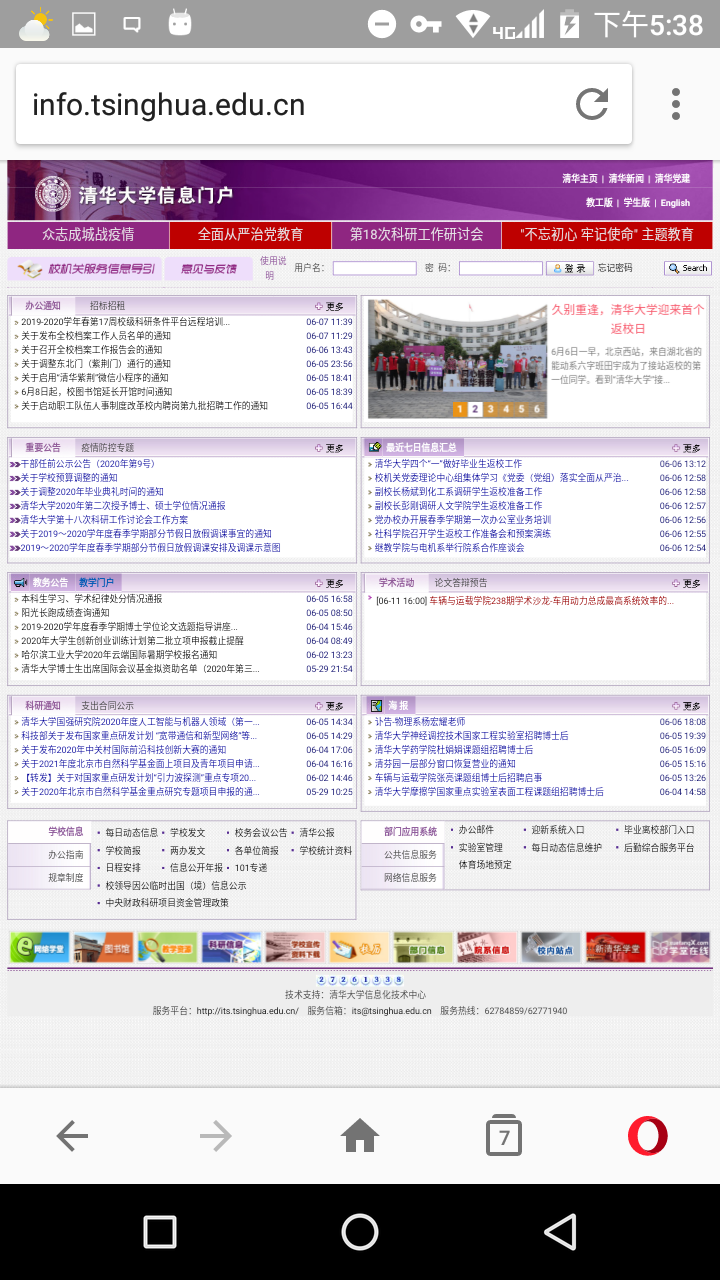 4G
下午5:38
info.tsinghua.edu.cn
清华大学信息门户
清华主页 | 清华新闻 | 清华党建
教工版 | 学生版 | English
众志成城战疫情
全面从严治党教育
第18次科研工作研讨会
"不忘初心 牢记使命" 主题教育
校机关服务信息导引
意见与反馈
使用说明
用户名：
密 码：
登 录
忘记密码
Search
办公通知 招标招租 更多
2019-2020学年春第17周校级科研条件平台远程培训... 06-07 11:39
关于发布全校档案工作人员名单的通知 06-07 11:29
关于召开全校档案工作报告会的通知 06-06 13:43
关于调整东北门（紫荆门）通行的通知 06-05 23:56
关于启用"清华紫荆"微信小程序的通知 06-05 18:41
6月8日起，校图书馆延长开馆时间通知 06-05 18:39
关于启动职工队伍人事制度改革校内聘岗第九批招聘工作的通知 06-05 16:44
1 2 3 4 5 6
久别重逢，清华大学迎来首个返校日
6月6日一早，北京西站，来自湖北省的能动系六字班田宇成为了接站返校的第一位同学。看到"清华大学"接...
重要公告 疫情防控专题 更多
干部任前公示公告（2020年第9号）
关于学校预算调整的通知
关于调整2020年毕业典礼时间的通知
清华大学2020年第二次授予博士、硕士学位情况通报
清华大学第十八次科研工作讨论会工作方案
关于2019～2020学年度春季学期部分节假日放假调课事宜的通知
2019～2020学年度春季学期部分节假日放假调课安排及调课示意图
最近七日信息汇总 更多
清华大学四个"一"做好毕业生返校工作 06-06 13:12
校机关党委理论中心组集体学习《党委（党组）落实全面从严治... 06-06 12:58
副校长杨斌到化工系调研学生返校准备工作 06-06 12:58
副校长彭刚调研人文学院学生返校准备工作 06-06 12:57
党办校办开展春季学期第一次办公室业务培训 06-06 12:56
社科学院召开学生返校工作准备会和预案演练 06-06 12:55
继教学院与电机系举行院系合作座谈会 06-06 12:54
教务公告 教学门户 更多
本科生学习、学术纪律处分情况通报 06-05 16:58
阳光长跑成绩查询通知 06-05 08:50
2019-2020学年度春季学期博士学位论文选题指导讲座... 06-04 15:46
2020年大学生创新创业训练计划第二批立项申报截止提醒 06-04 08:49
哈尔滨工业大学2020年云端国际暑期学校报名通知 06-02 13:23
清华大学博士生出席国际会议基金拟资助名单（2020年第三... 05-29 21:54
学术活动 论文答辩预告 更多
[06-11 16:00] 车辆与运载学院238期学术沙龙-车用动力总成最高系统效率的...
科研通知 支出合同公示 更多
清华大学国强研究院2020年度人工智能与机器人领域（第一... 06-05 14:34
科技部关于发布国家重点研发计划 "宽带通信和新型网络"等... 06-05 14:29
关于发布2020年中关村国际前沿科技创新大赛的通知 06-04 17:06
关于2021年度北京市自然科学基金面上项目及青年项目申请... 06-04 16:16
【转发】关于对国家重点研发计划"引力波探测"重点专项20... 06-02 14:46
关于2020年北京市自然科学基金重点研究专题项目申报的通... 05-29 10:25
海 报 更多
讣告-物理系杨宏耀老师 06-06 18:08
清华大学神经调控技术国家工程实验室招聘博士后 06-05 19:39
清华大学药学院杜娟娟课题组招聘博士后 06-05 16:09
清芬园一层部分窗口恢复营业的通知 06-05 15:16
车辆与运载学院张亮课题组博士后招聘启事 06-05 13:26
清华大学摩擦学国家重点实验室表面工程课题组招聘博士后 06-04 14:58
学校信息
办公指南
规章制度
每日动态信息 学校发文 校务会议公告 清华公报
学校简报 两办发文 各单位简报 学校统计资料
日程安排 信息公开年报 101专递
校领导因公临时出国（境）信息公示
中央财政科研项目资金管理政策
部门应用系统
公共信息服务
网络信息服务
办公邮件 迎新系统入口 毕业离校部门入口
实验室管理 每日动态信息维护 后勤综合服务平台
体育场地预定
网络学堂
图书馆
教学资源
科研信息
学校宣传资料下载
部门信息
院系信息
校内站点
新清华学堂
学堂在线
27261338
技术支持：清华大学信息化技术中心
服务平台：http://its.tsinghua.edu.cn/ 服务信箱：its@tsinghua.edu.cn 服务热线：62784859/62771940
7